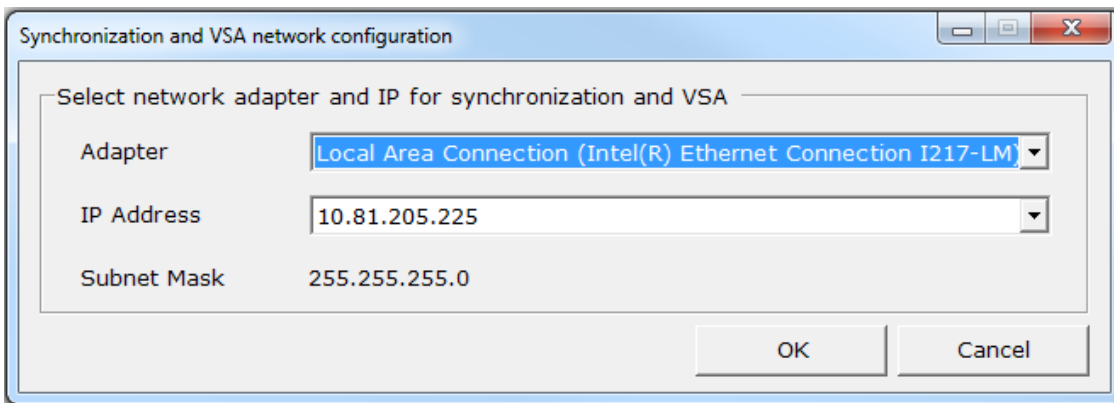 Synchronization and VSA network configuration
Select network adapter and IP for synchronization and VSA
Adapter
Local Area Connection (Intel(R) Ethernet Connection I217-LM)
IP Address
10.81.205.225
Subnet Mask
255.255.255.0
OK
Cancel